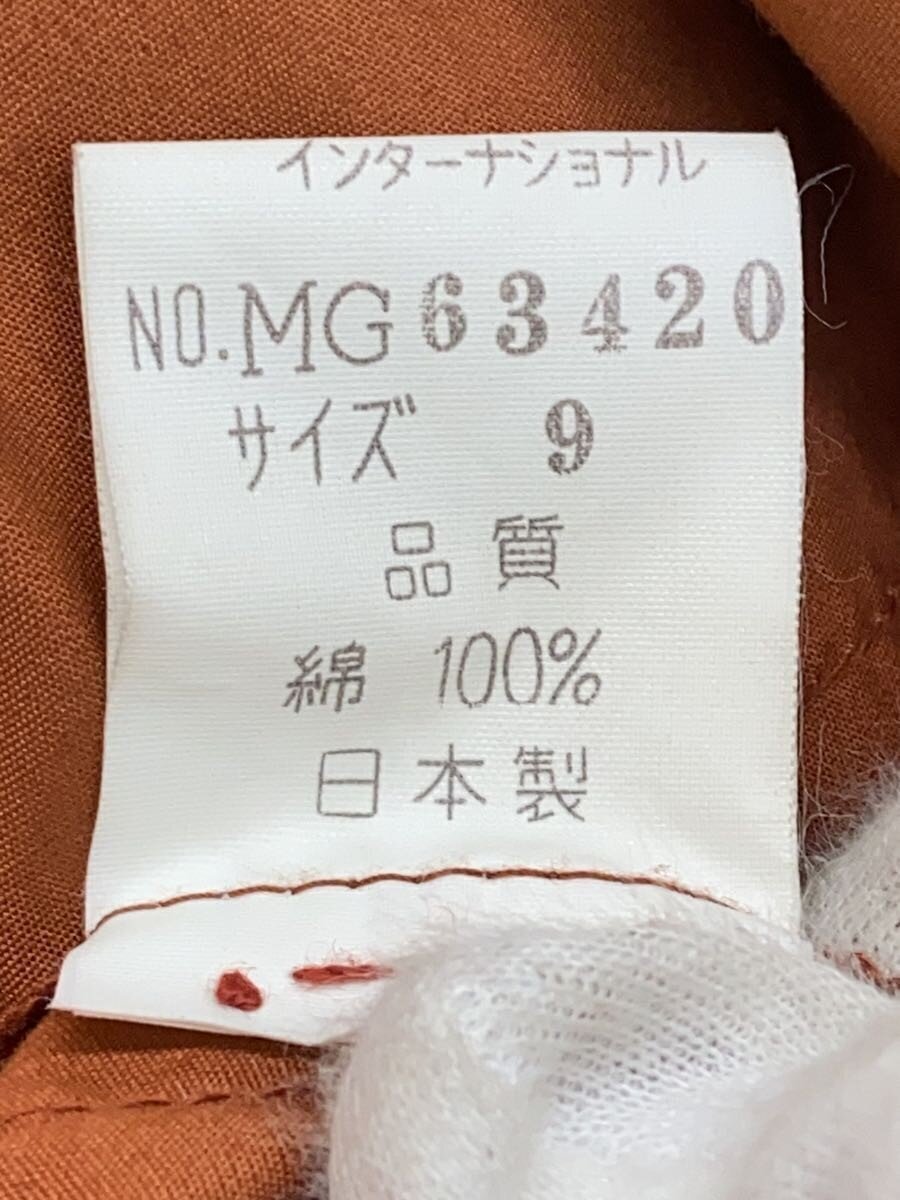 インターナショナル
NO.MG63420
サイズ 9
品質
綿 100%
日本製